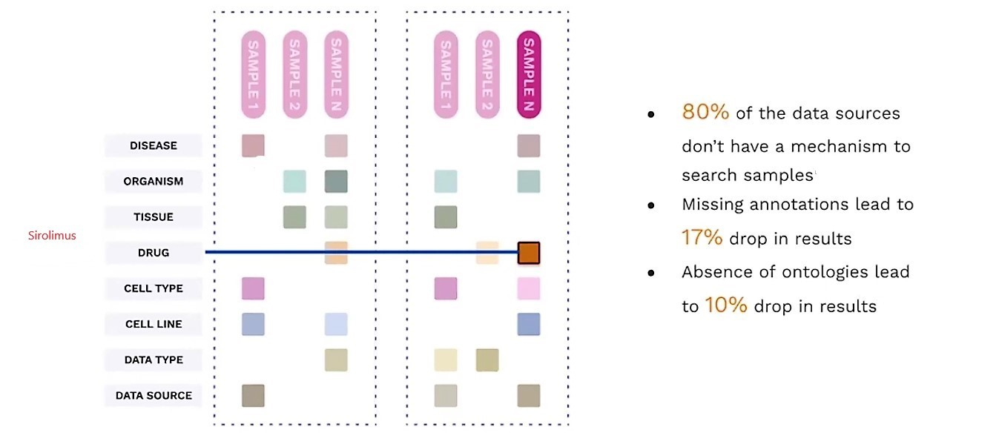 SAMPLE 1
SAMPLE 2
SAMPLE N
SAMPLE 1
SAMPLE 2
SAMPLE N
DISEASE
ORGANISM
TISSUE
Sirolimus
DRUG
CELL TYPE
CELL LINE
DATA TYPE
DATA SOURCE
• 80% of the data sources
don’t have a mechanism to
search samples
• Missing annotations lead to
17% drop in results
• Absence of ontologies lead
to 10% drop in results